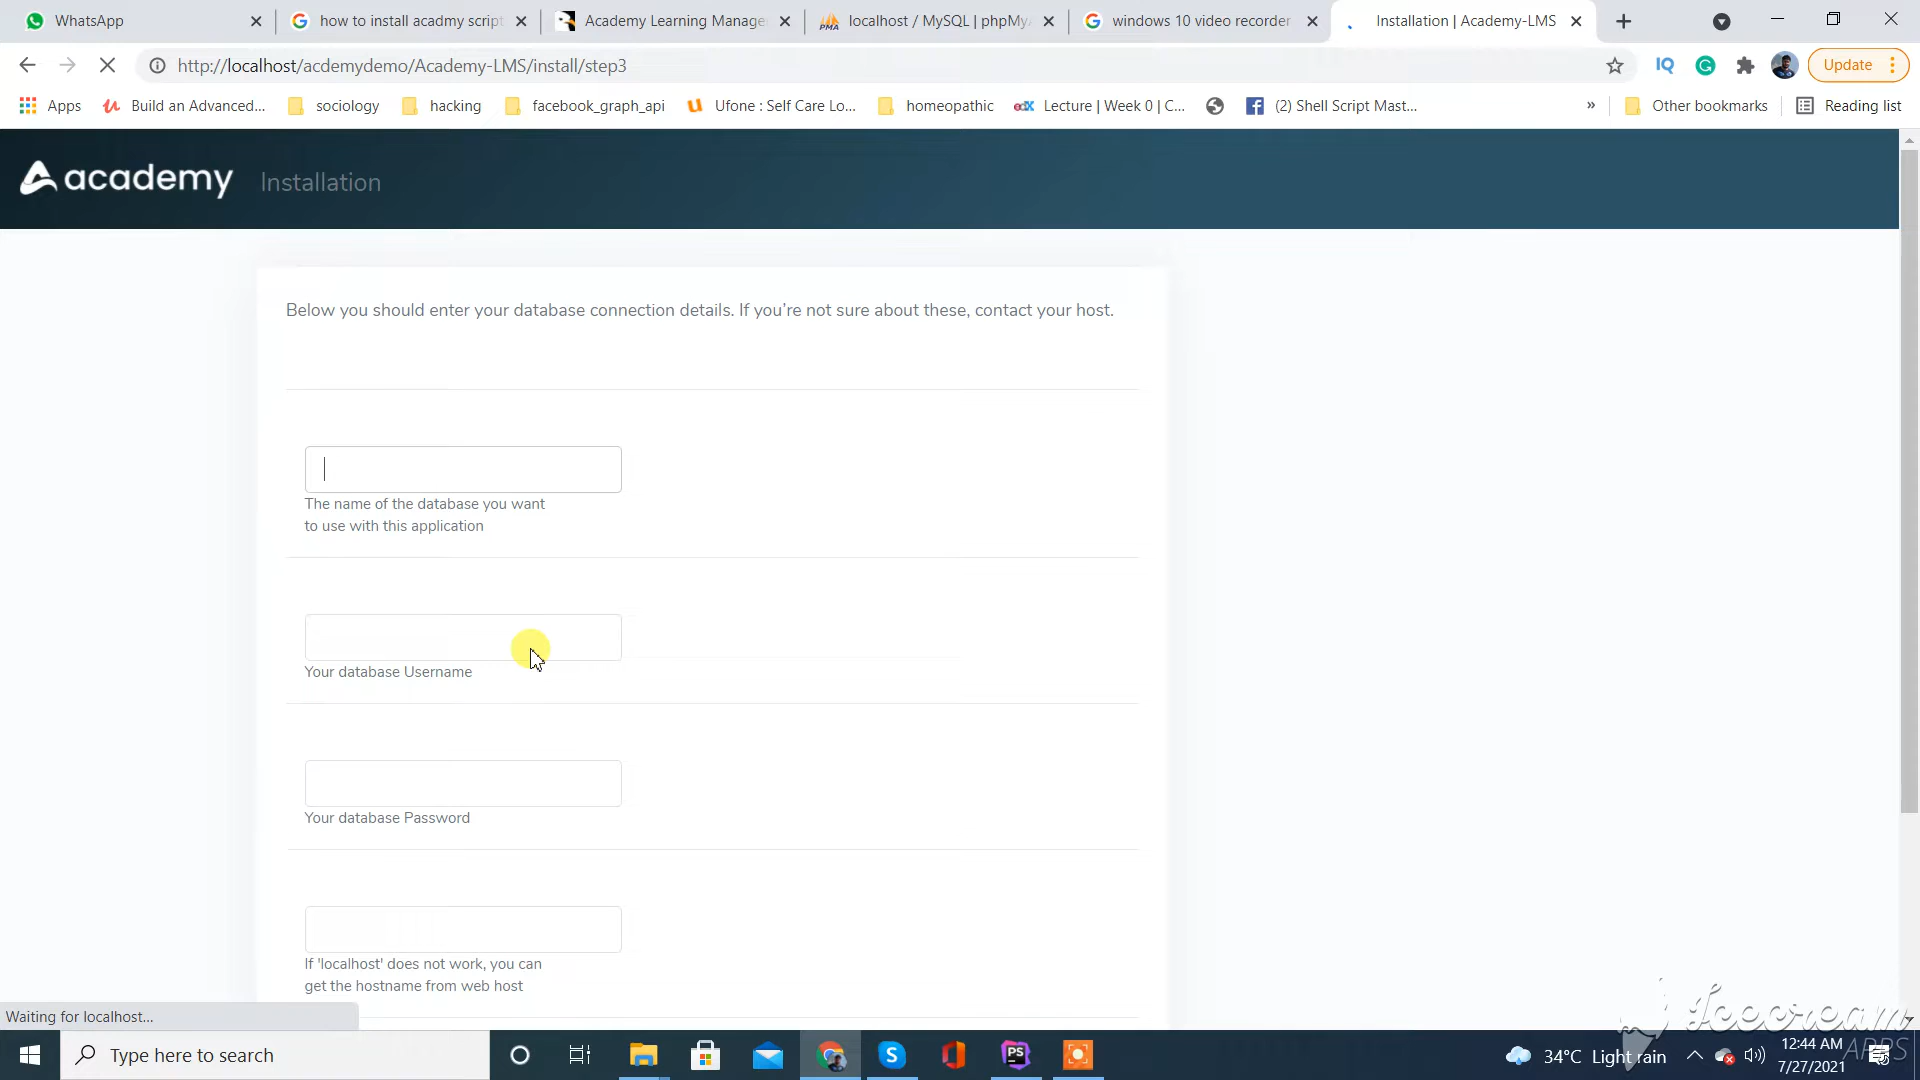 WhatsApp
how to install acadmy script
Academy Learning Manage
localhost / MySQL | phpMyA
windows 10 video recorder
Installation | Academy-LMS
http://localhost/acdemydemo/Academy-LMS/install/step3
IQ
Update
Apps
Build an Advanced...
sociology
hacking
facebook_graph_api
Ufone : Self Care Lo...
homeopathic
edX
Lecture | Week 0 | C...
(2) Shell Script Mast...
»
Other bookmarks
Reading list
academy
Installation
Below you should enter your database connection details. If you're not sure about these, contact your host.
The name of the database you want
to use with this application
Your database Username
Your database Password
If 'localhost' does not work, you can
get the hostname from web host
Waiting for localhost...
Icecream
APPS
Type here to search
PS
34°C Light rain
12:44 AM
7/27/2021